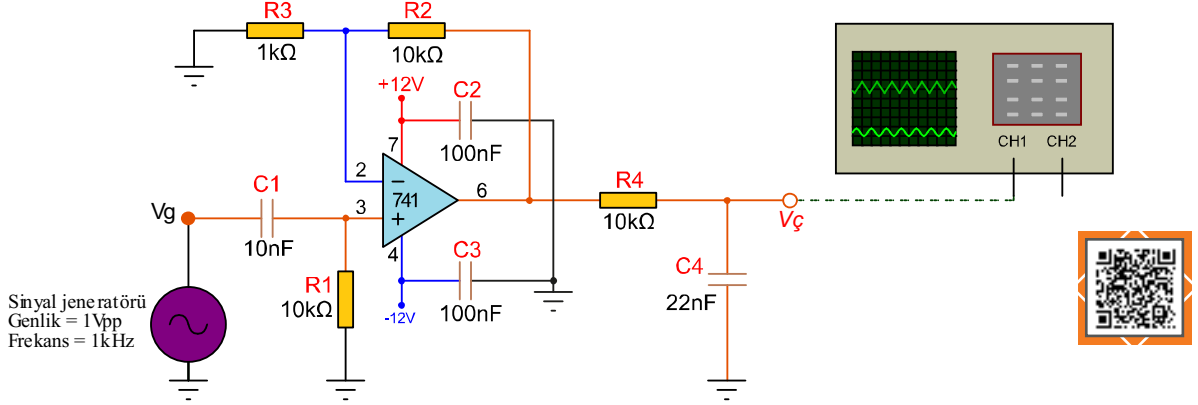 R3
R2
1kΩ
10kΩ
+12V
C2
7
100nF
2
−
741
6
R4
CH1 CH2
C1
Vg
3
+
10kΩ
Vç
10nF
4
C3
C4
R1
Sinyal jeneratörü
Genlik = 1Vpp
Frekans = 1kHz
10kΩ
-12V
100nF
22nF